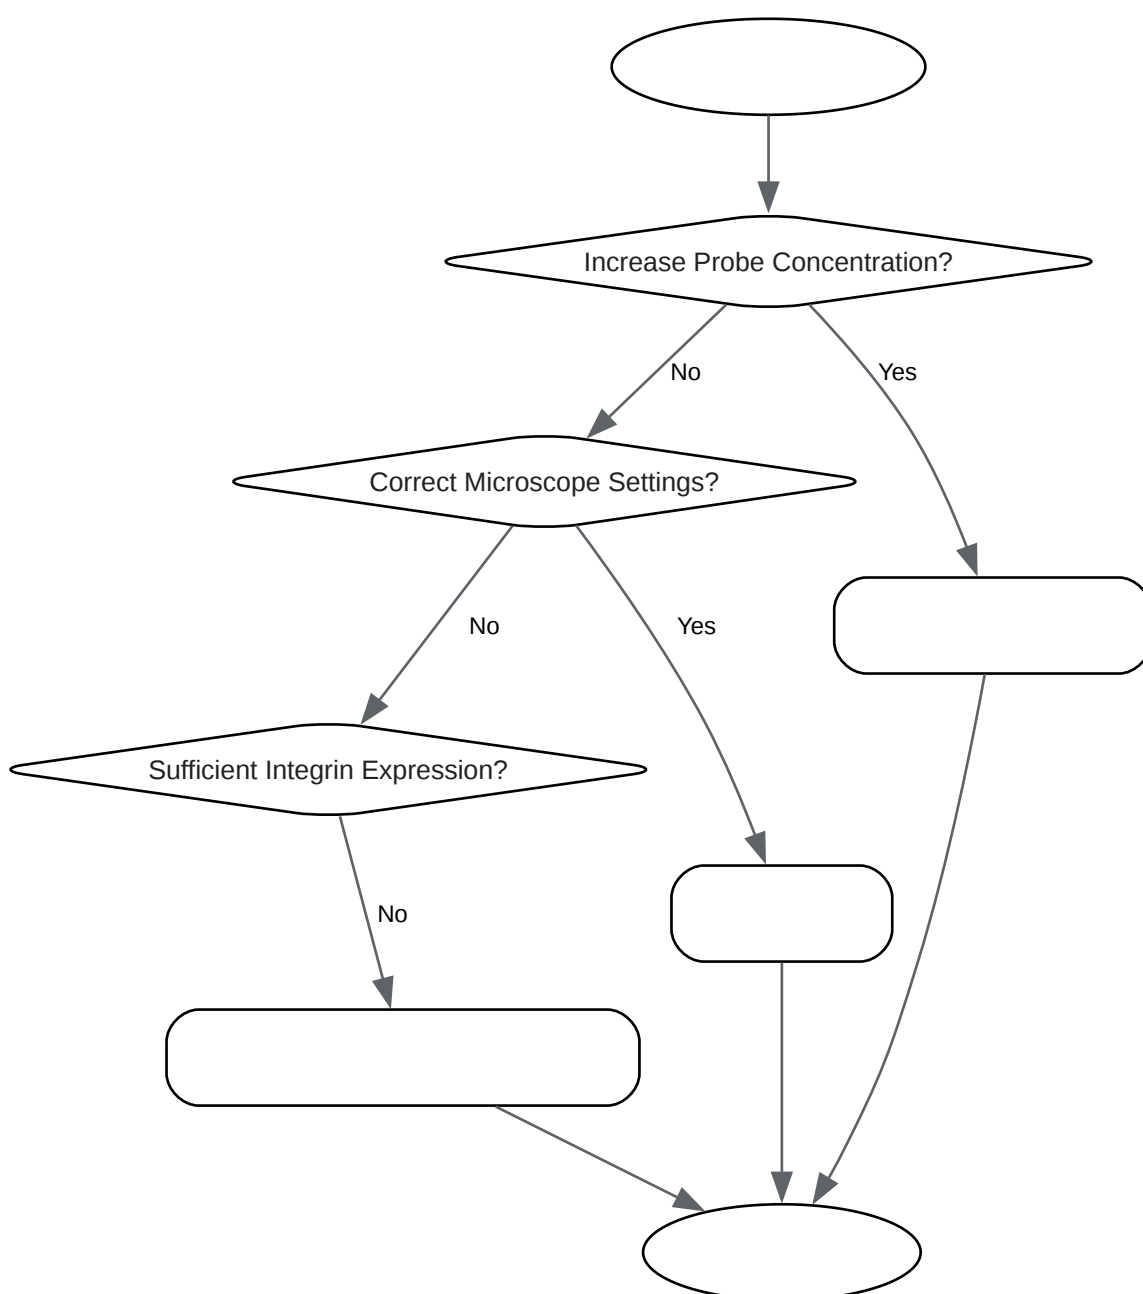 Increase Probe Concentration?
No
Yes
Correct Microscope Settings?
No
Yes
Sufficient Integrin Expression?
No